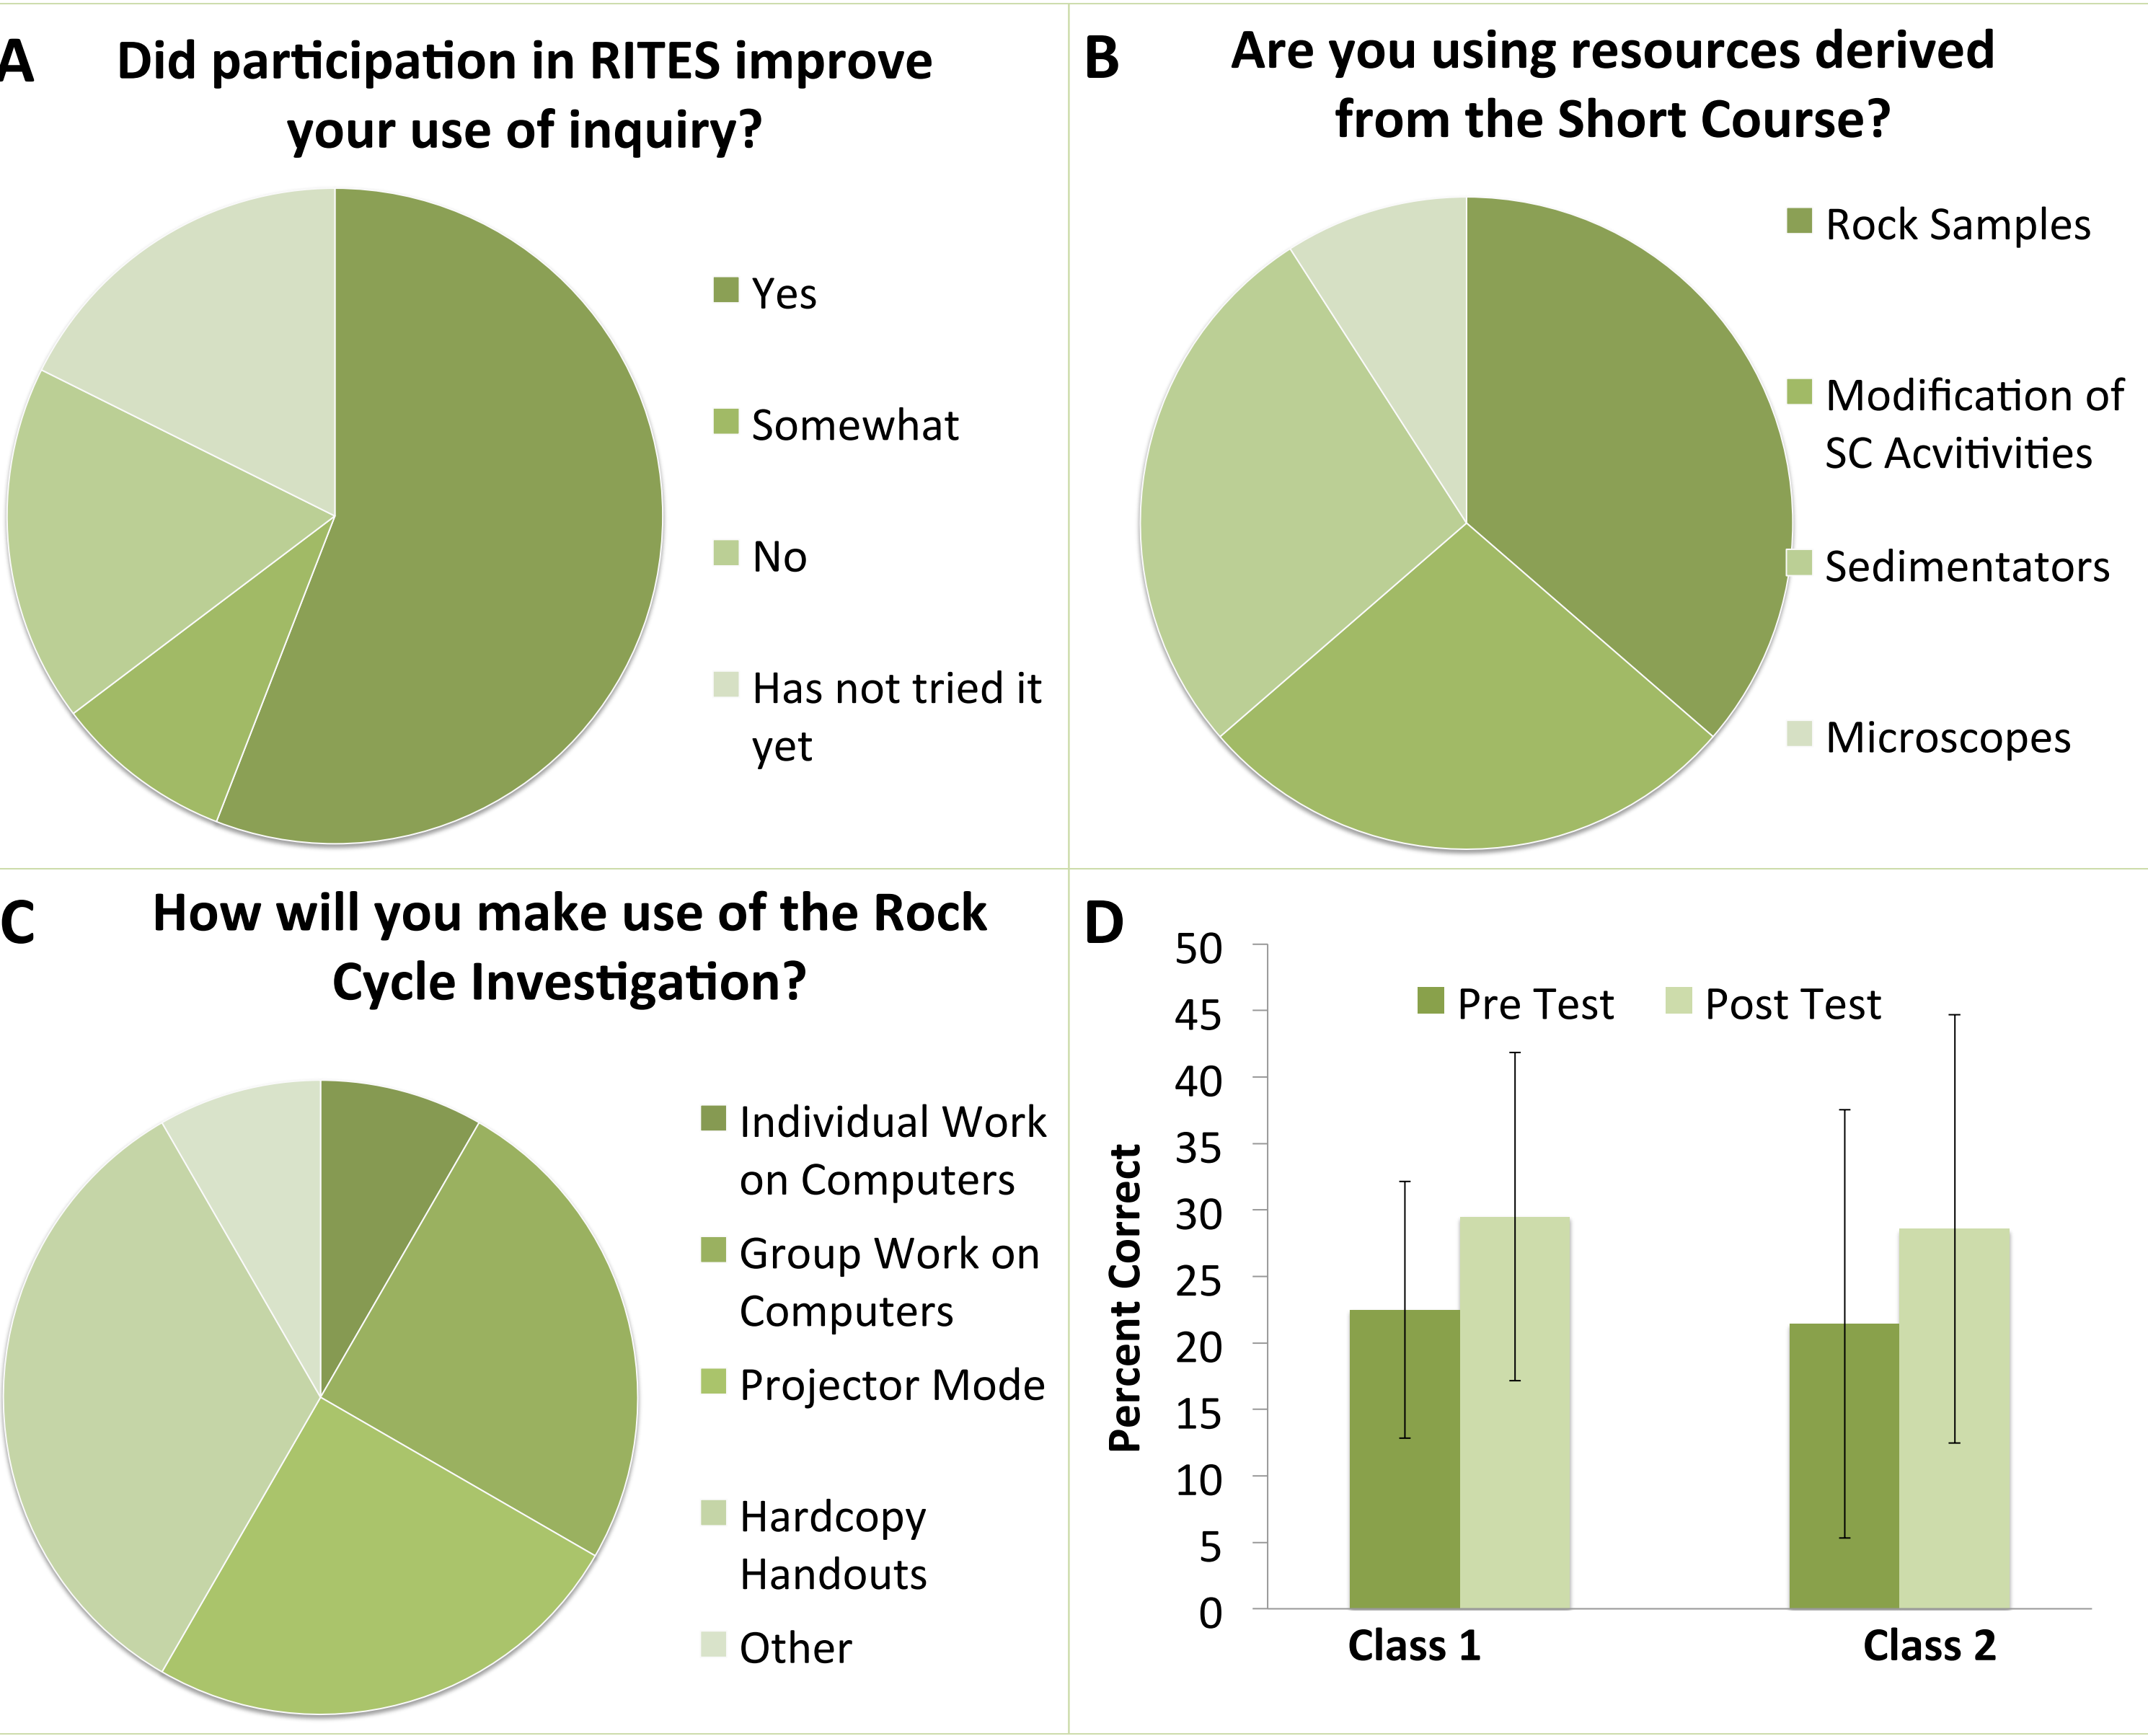 A
Did participation in RITES improve
your use of inquiry?
Yes
Somewhat
No
Has not tried it
yet
B
Are you using resources derived
from the Short Course?
Rock Samples
Modification of
SC Acvitivities
Sedimentators
Microscopes
C
How will you make use of the Rock
Cycle Investigation?
Individual Work
on Computers
Group Work on
Computers
Projector Mode
Hardcopy
Handouts
Other
D
Pre Test
Post Test
Percent Correct
50
45
40
35
30
25
20
15
10
5
0
Class 1
Class 2